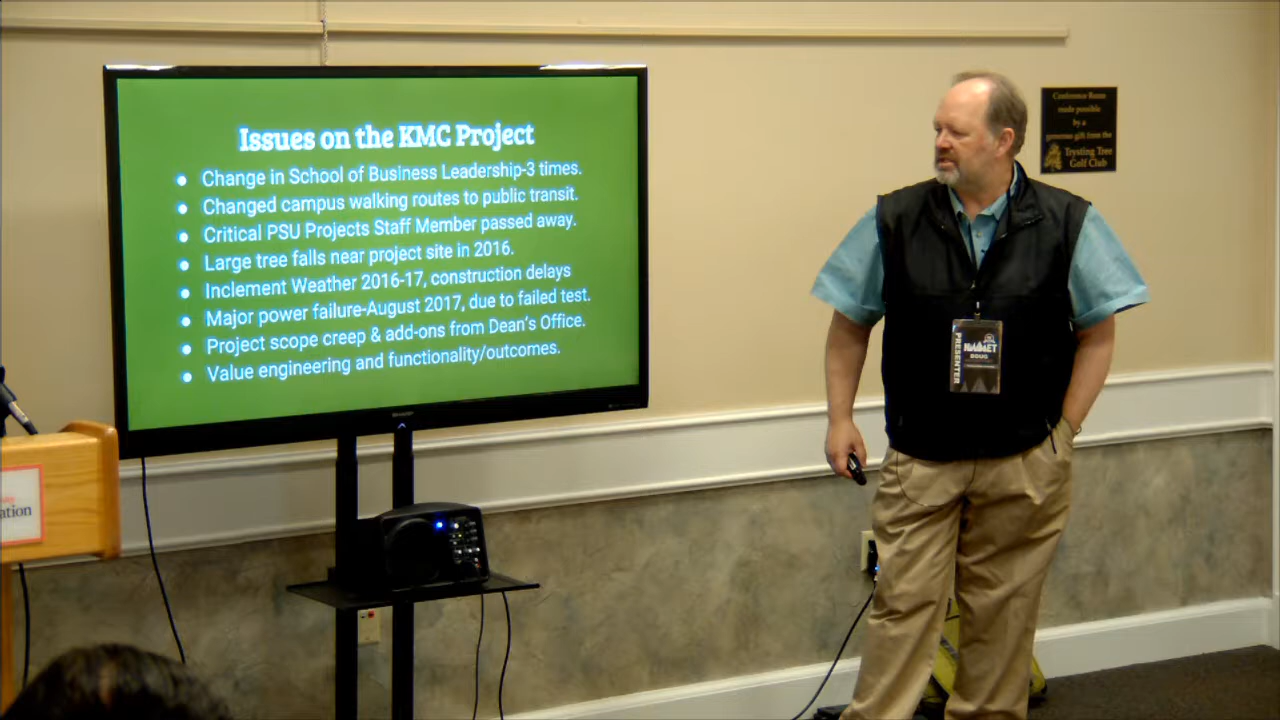 Issues on the KMC Project
Change in School of Business Leadership-3 times.
Changed campus walking routes to public transit.
Critical PSU Projects Staff Member passed away.
Large tree falls near project site in 2016.
Inclement Weather 2016-17, construction delays
Major power failure-August 2017, due to failed test.
Project scope creep & add-ons from Dean's Office.
Value engineering and functionality/outcomes.
SHARP
Conference Room
made possible
by a
generous gift from the
Trysting Tree
Golf Club
PRESENTER
DOUG
ation